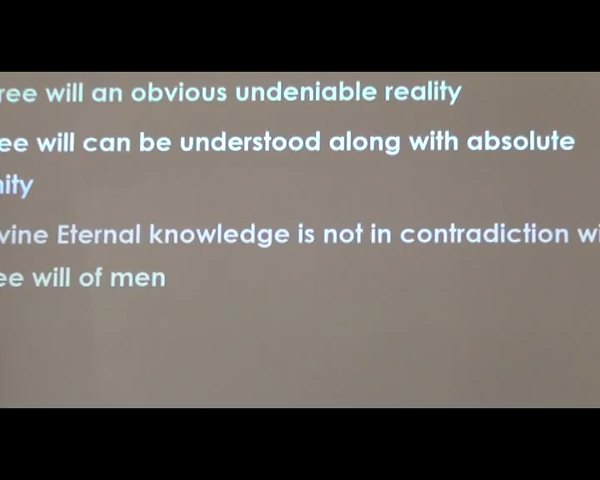 ree will an obvious undeniable reality
ee will can be understood along with absolute
nity
vine Eternal knowledge is not in contradiction wi
ee will of men